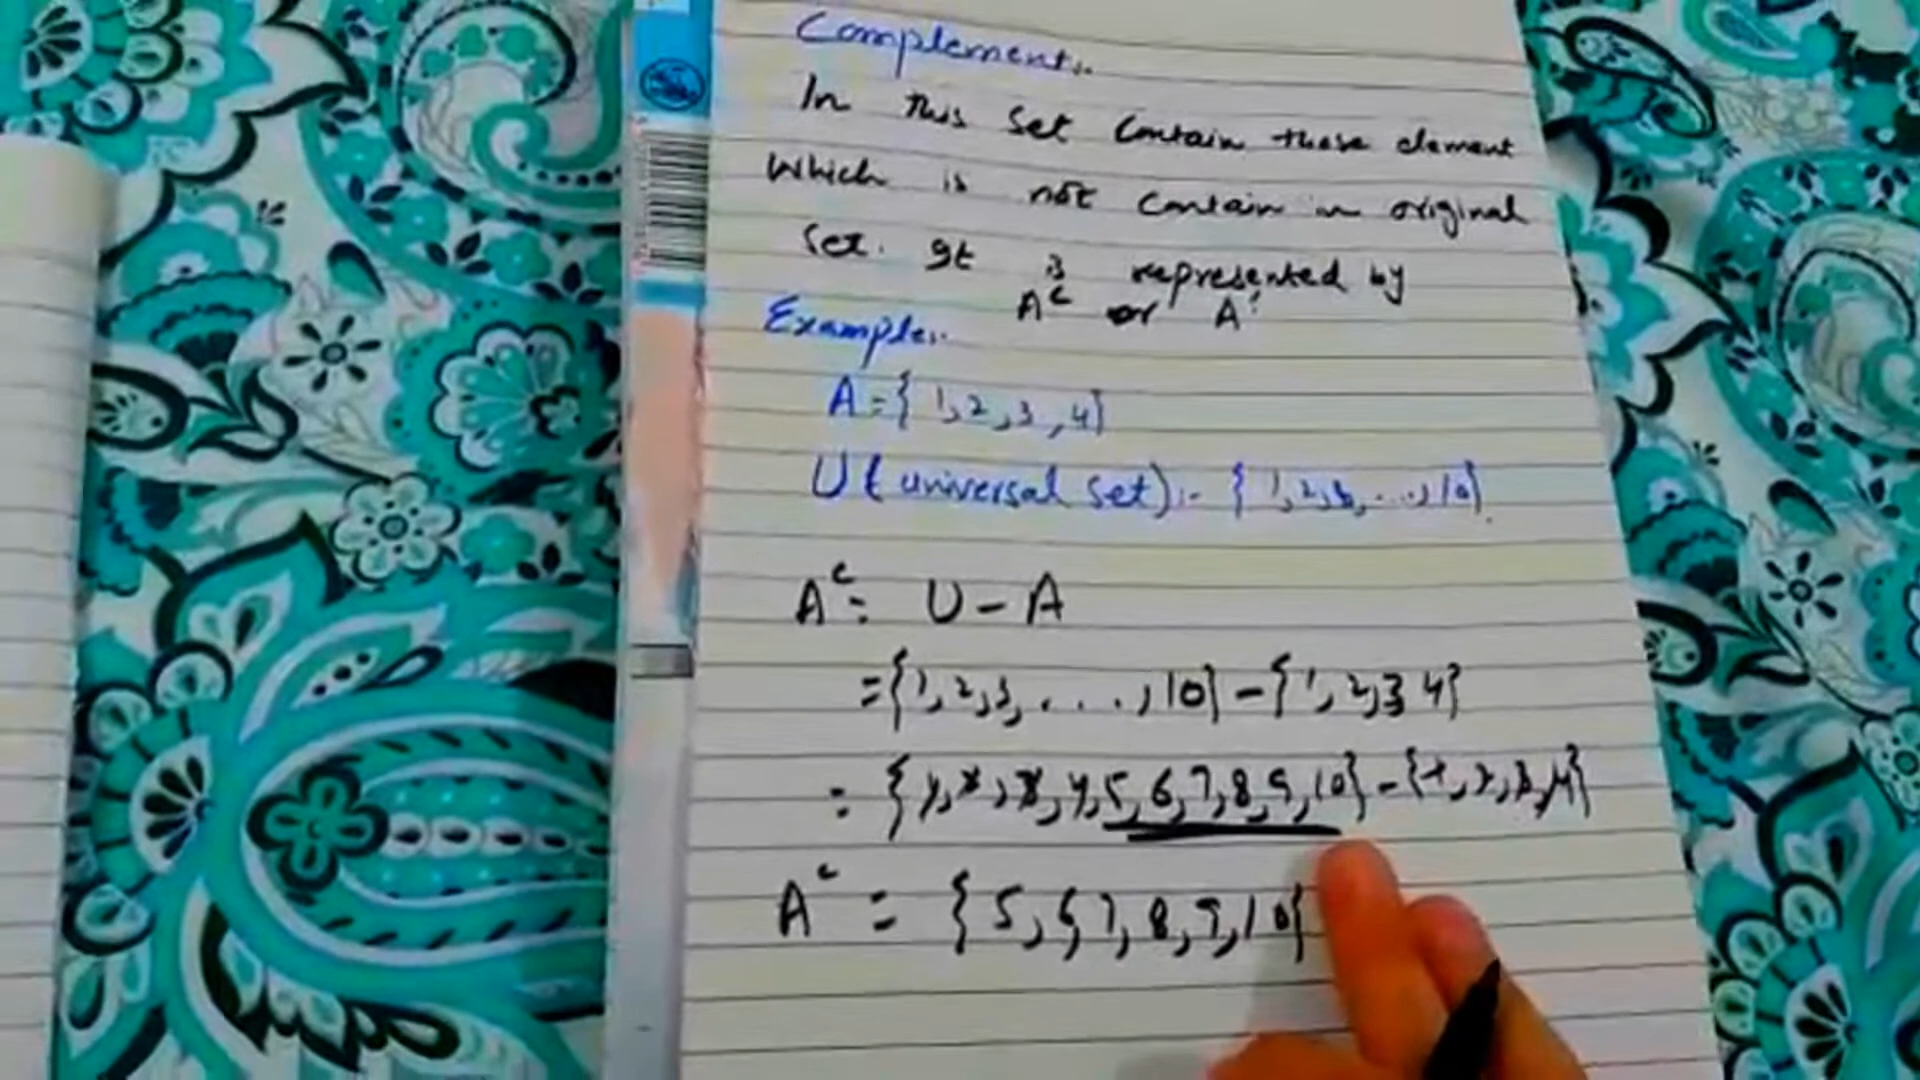 Complement:-
In this set contain these element
which is not contain in original
set. It is represented by
A^c or A'
Example:-
A = { 1, 2, 3, 4}
U (universal set):- { 1, 2, 3, ..., 10}
A^c = U - A
= { 1, 2, 3, . . . , 10} - { 1, 2, 3 4}
= { 1, 2, 3, 4, 5, 6, 7, 8, 9, 10} - {1, 2, 3, 4}
A^c = { 5, 6, 7, 8, 9, 10}